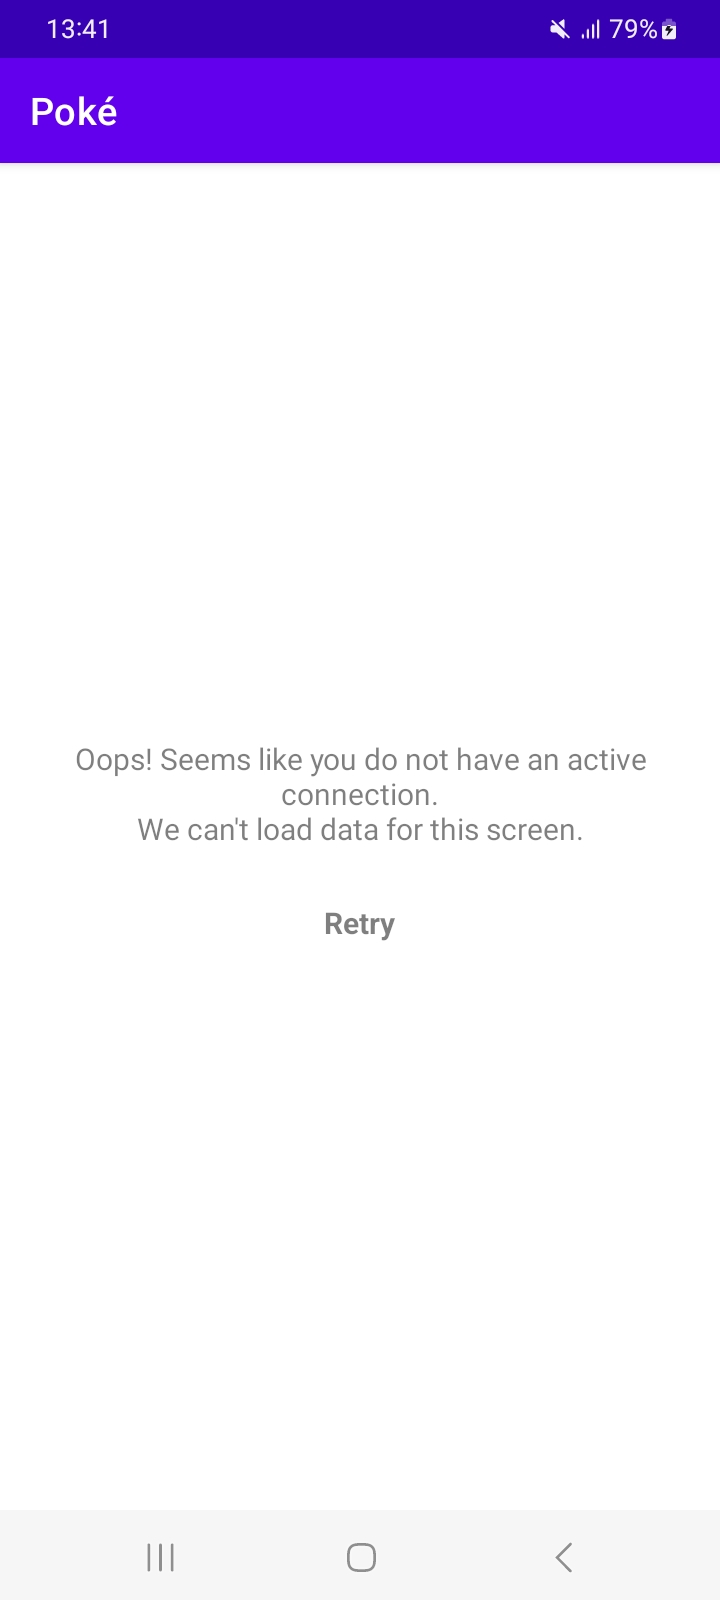 13:41
79%
Poké
Oops! Seems like you do not have an active
connection.
We can't load data for this screen.
Retry